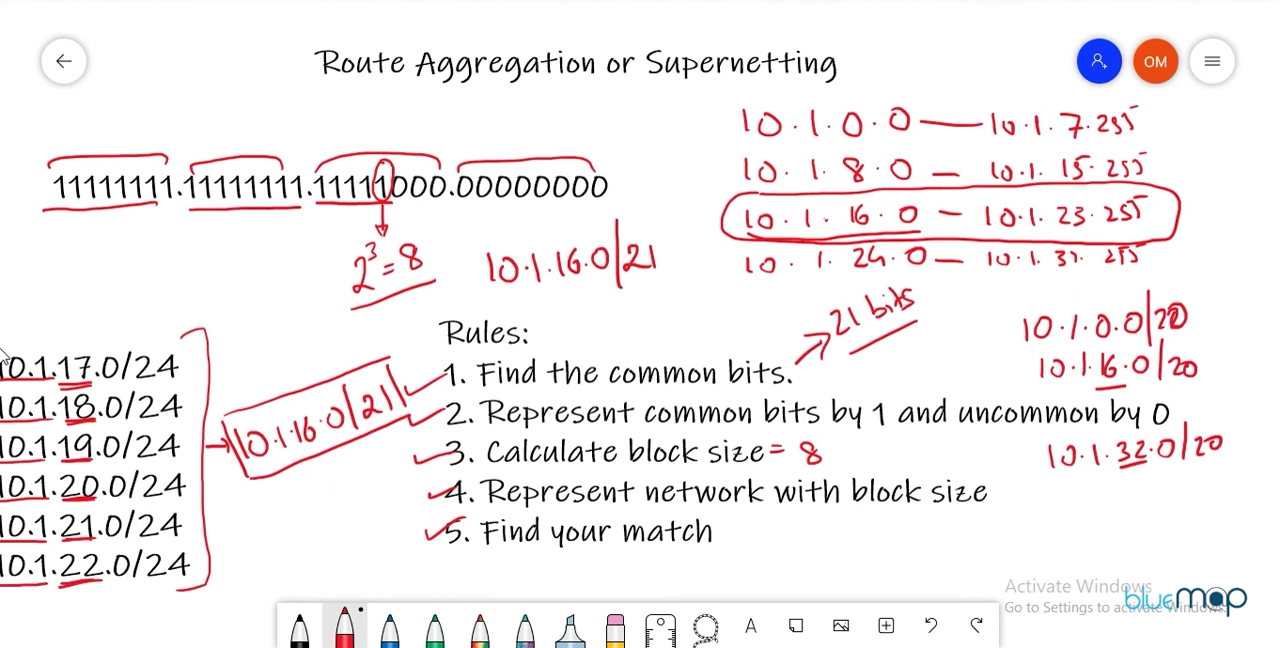 Route Aggregation or Supernetting
OM
10.1.0.0 — 10.1.7.255
11111111.11111111.11111000.00000000
10.1.8.0 — 10.1.15.255
10.1.16.0 — 10.1.23.255
2³=8
10.1.16.0/21
10.1.24.0 — 10.1.31.255
21 bits
10.1.0.0/20
10.1.16.0/20
10.1.32.0/20
10.1.17.0/24
10.1.18.0/24
10.1.19.0/24
10.1.20.0/24
10.1.21.0/24
10.1.22.0/24
10.1.16.0/21
Rules:
1. Find the common bits.
2. Represent common bits by 1 and uncommon by 0
3. Calculate block size = 8
4. Represent network with block size
5. Find your match
Activate Windows
Go to Settings to activate Windows.
bluemap
A